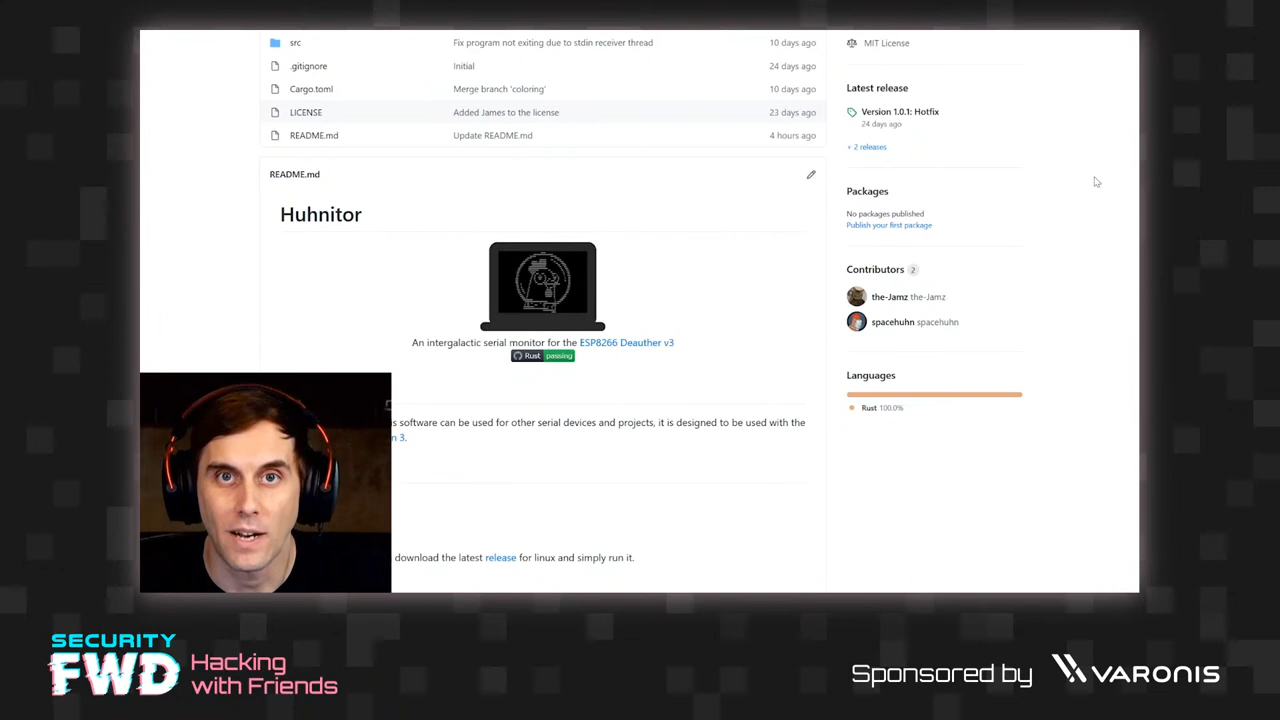 src Fix program not exiting due to stdin receiver thread 10 days ago
.gitignore Initial 24 days ago
Cargo.toml Merge branch 'coloring' 10 days ago
LICENSE Added James to the license 23 days ago
README.md Update README.md 4 hours ago
README.md
Huhnitor
An intergalactic serial monitor for the ESP8266 Deauther v3
Rust passing
s software can be used for other serial devices and projects, it is designed to be used with the
n 3.
download the latest release for linux and simply run it.
MIT License
Latest release
Version 1.0.1: Hotfix
24 days ago
+ 2 releases
Packages
No packages published
Publish your first package
Contributors 2
the-Jamz the-Jamz
spacehuhn spacehuhn
Languages
Rust 100.0%
SECURITY
FWD
Hacking
with Friends
Sponsored by VARONIS